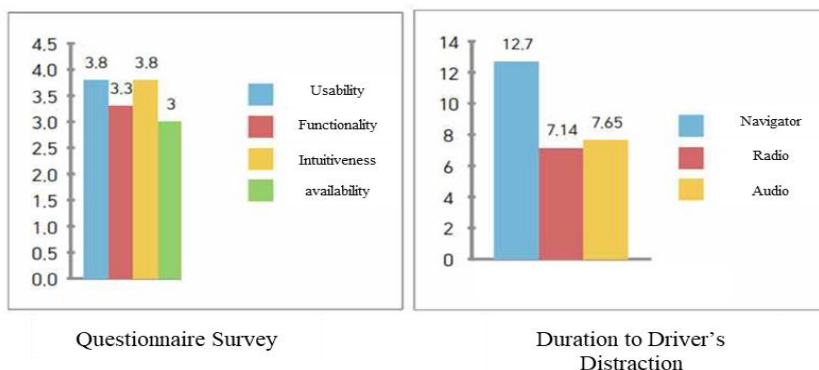 4.5
4.0
3.5
3.0
2.5
2.0
1.5
1.0
0.5
0.0
3.8
3.3
3.8
3
Usability
Functionality
Intuitiveness
availability
Questionnaire Survey
14
12
10
8
6
4
2
0
12.7
7.14
7.65
Navigator
Radio
Audio
Duration to Driver’s
Distraction